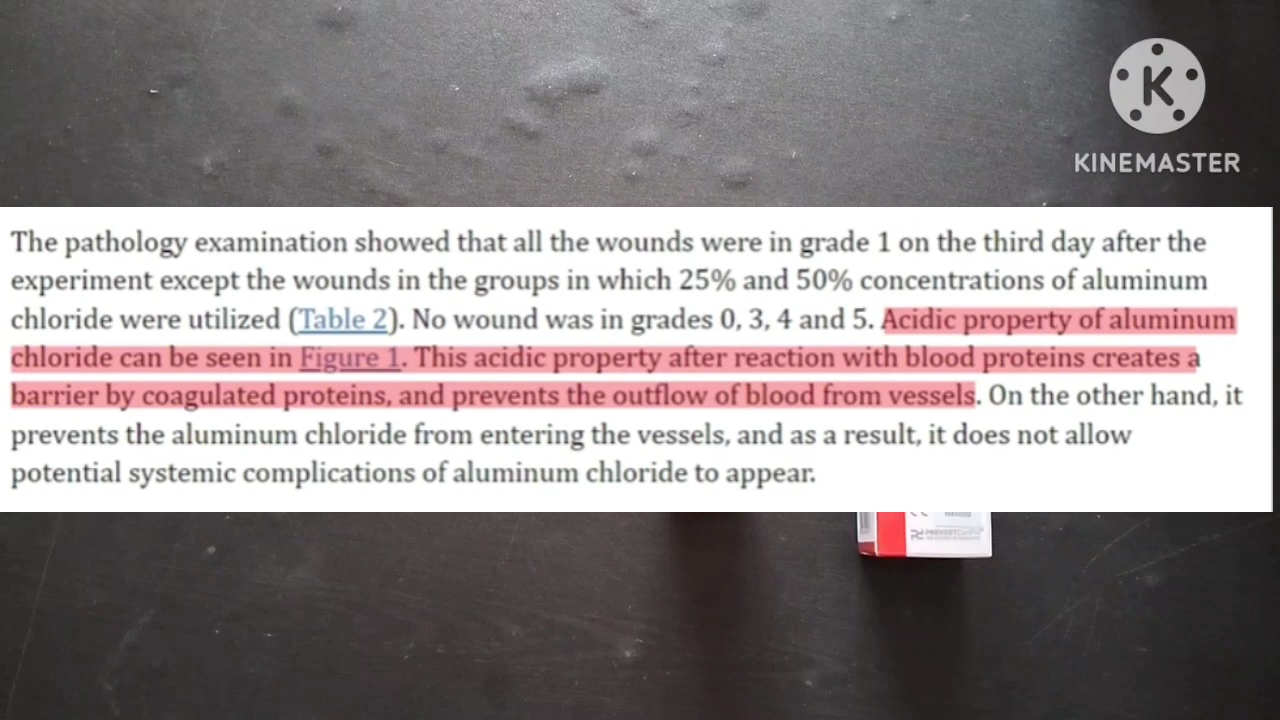 K
KINEMASTER
The pathology examination showed that all the wounds were in grade 1 on the third day after the
experiment except the wounds in the groups in which 25% and 50% concentrations of aluminum
chloride were utilized (Table 2). No wound was in grades 0, 3, 4 and 5. Acidic property of aluminum
chloride can be seen in Figure 1. This acidic property after reaction with blood proteins creates a
barrier by coagulated proteins, and prevents the outflow of blood from vessels. On the other hand, it
prevents the aluminum chloride from entering the vessels, and as a result, it does not allow
potential systemic complications of aluminum chloride to appear.